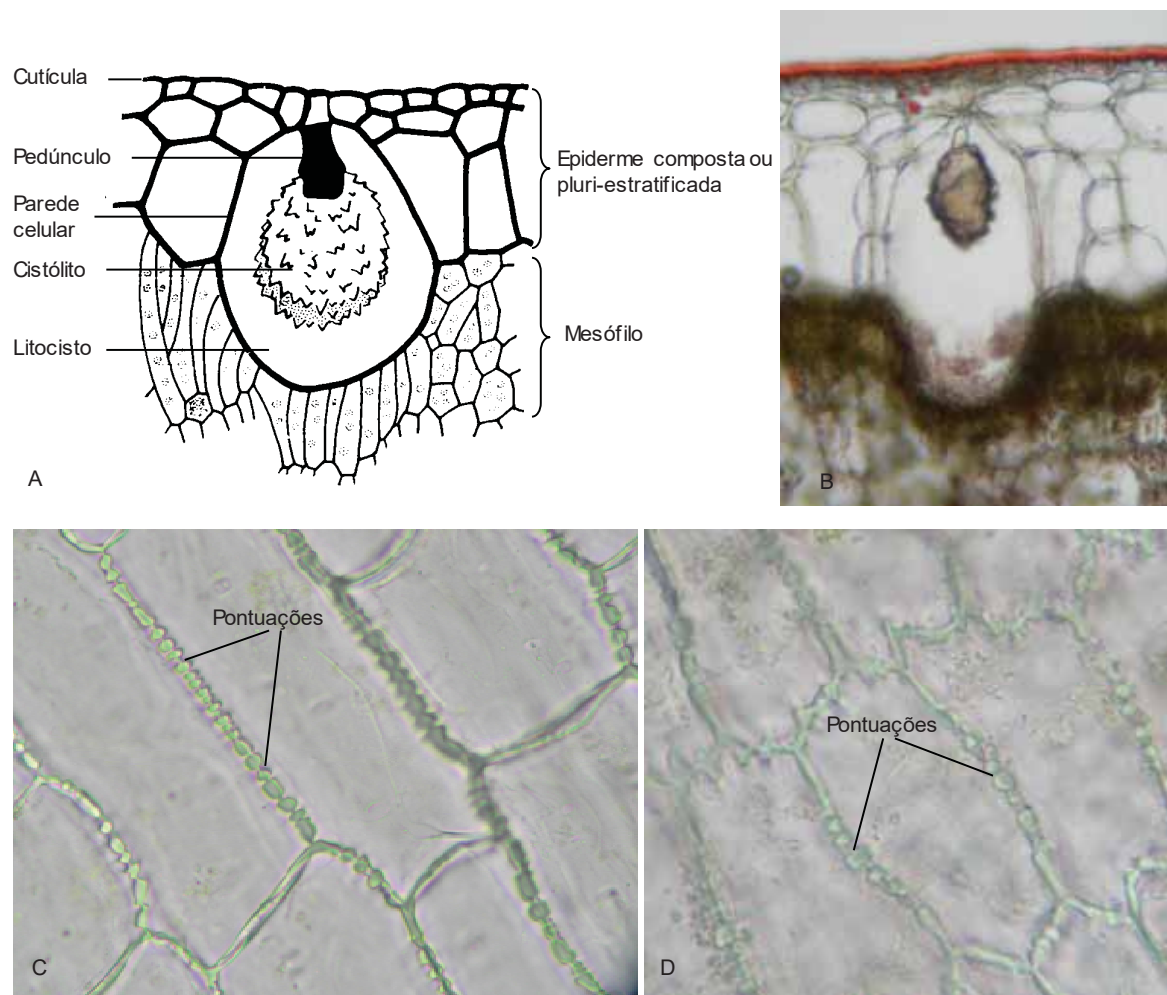 Cutícula
Pedúnculo
Parede
celular
Cistólito
Litocisto
Epiderme composta ou
pluri-estratificada
Mesófilo
A
B
Pontuações
C
Pontuações
D